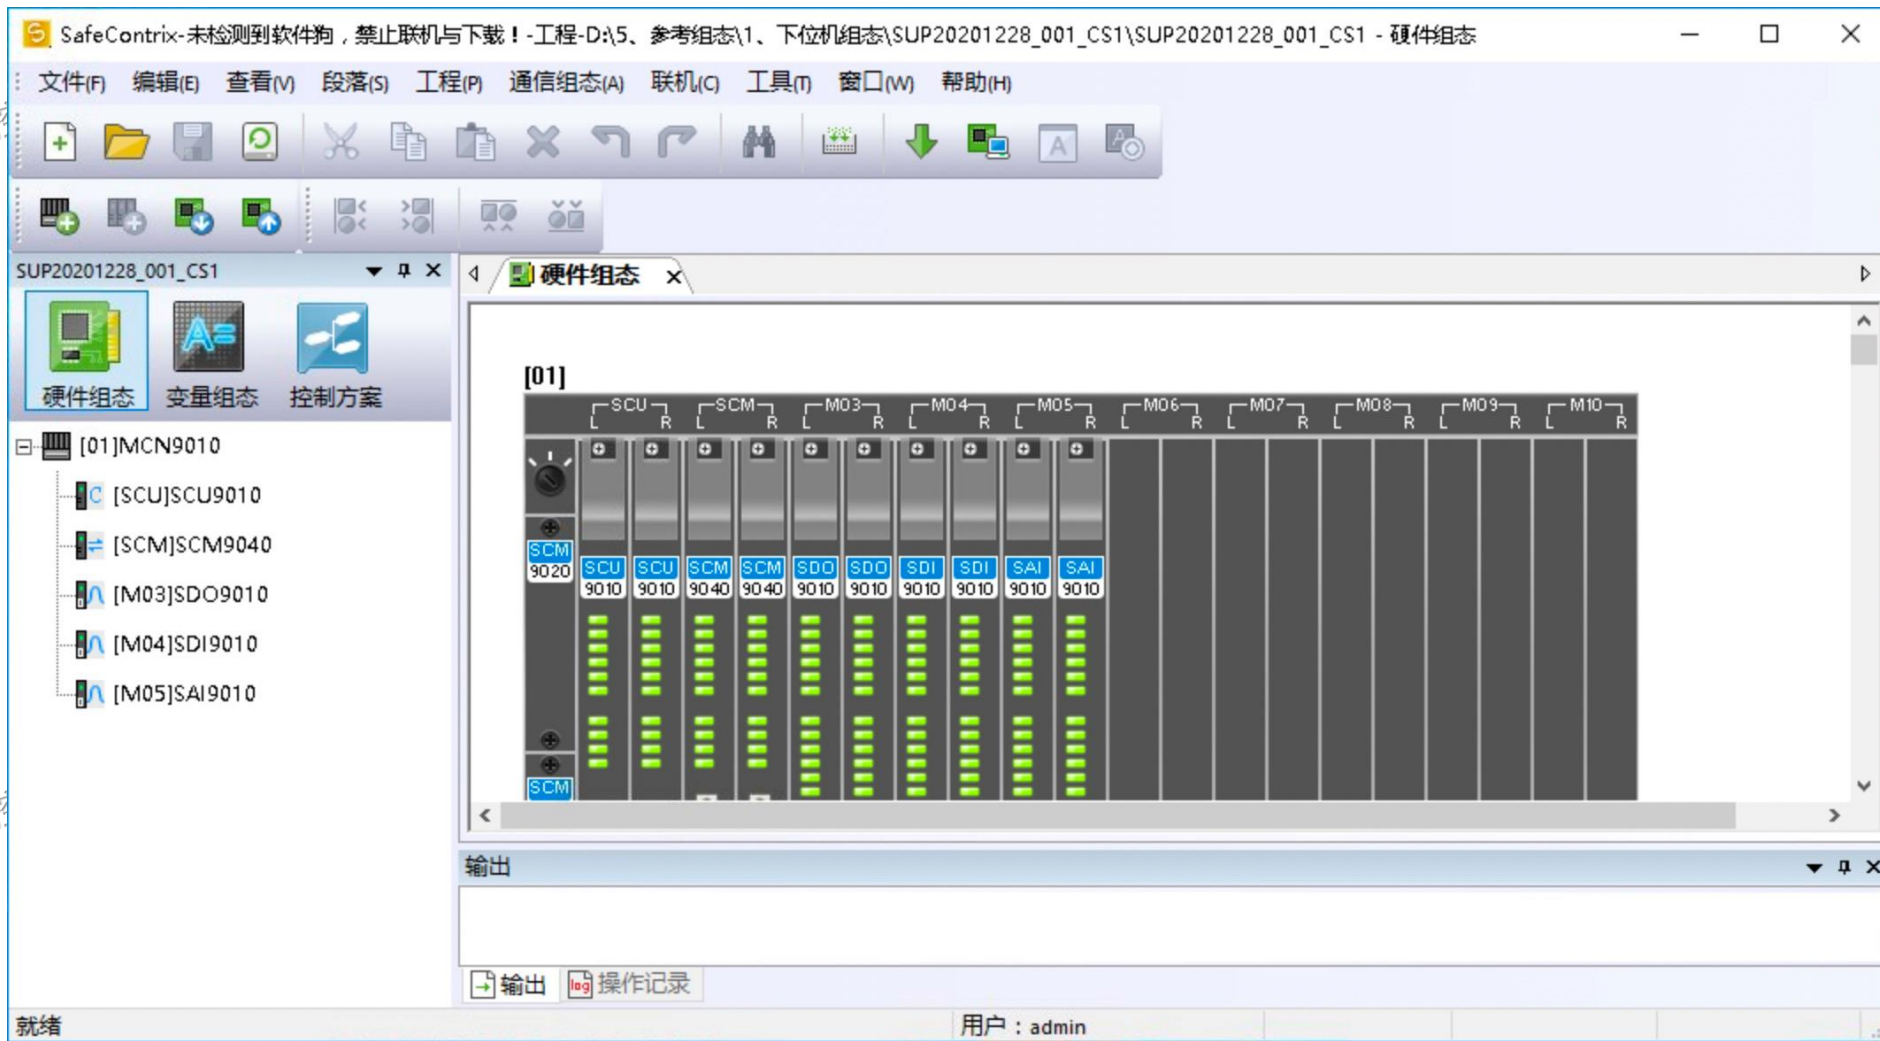 SafeContrix-未检测到软件狗，禁止联机与下载！-工程-D:\5、参考组态\1、下位机组态\SUP20201228_001_CS1\SUP20201228_001_CS1 - 硬件组态
文件(F) 编辑(E) 查看(V) 段落(S) 工程(P) 通信组态(A) 联机(C) 工具(T) 窗口(W) 帮助(H)
SUP20201228_001_CS1
硬件组态 变量组态 控制方案
[01]MCN9010
[SCU]SCU9010
[SCM]SCM9040
[M03]SDO9010
[M04]SDI9010
[M05]SAI9010
硬件组态
[01]
SCU SCM M03 M04 M05 M06 M07 M08 M09 M10
L R L R L R L R L R L R L R L R L R L R
SCM
9020
SCU SCU SCM SCM SDO SDO SDI SDI SAI SAI
9010 9010 9040 9040 9010 9010 9010 9010 9010 9010
SCM
输出
输出 log 操作记录
就绪 用户：admin